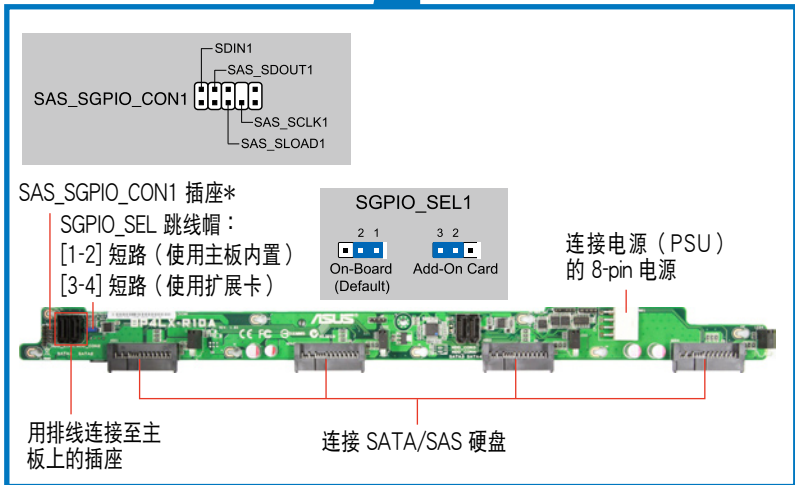 SDIN1
SAS_SDOUT1
SAS_SGPIO_CON1
SAS_SCLK1
SAS_SLOAD1
SAS_SGPIO_CON1 插座*
SGPIO_SEL 跳线帽：
[1-2] 短路（使用主板内置）
[3-4] 短路（使用扩展卡）
SGPIO_SEL1
2 1
3 2
On-Board
(Default)
Add-On Card
连接电源（PSU）
的 8-pin 电源
BP4LX-R10A
ASUS
用排线连接至主
板上的插座
连接 SATA/SAS 硬盘